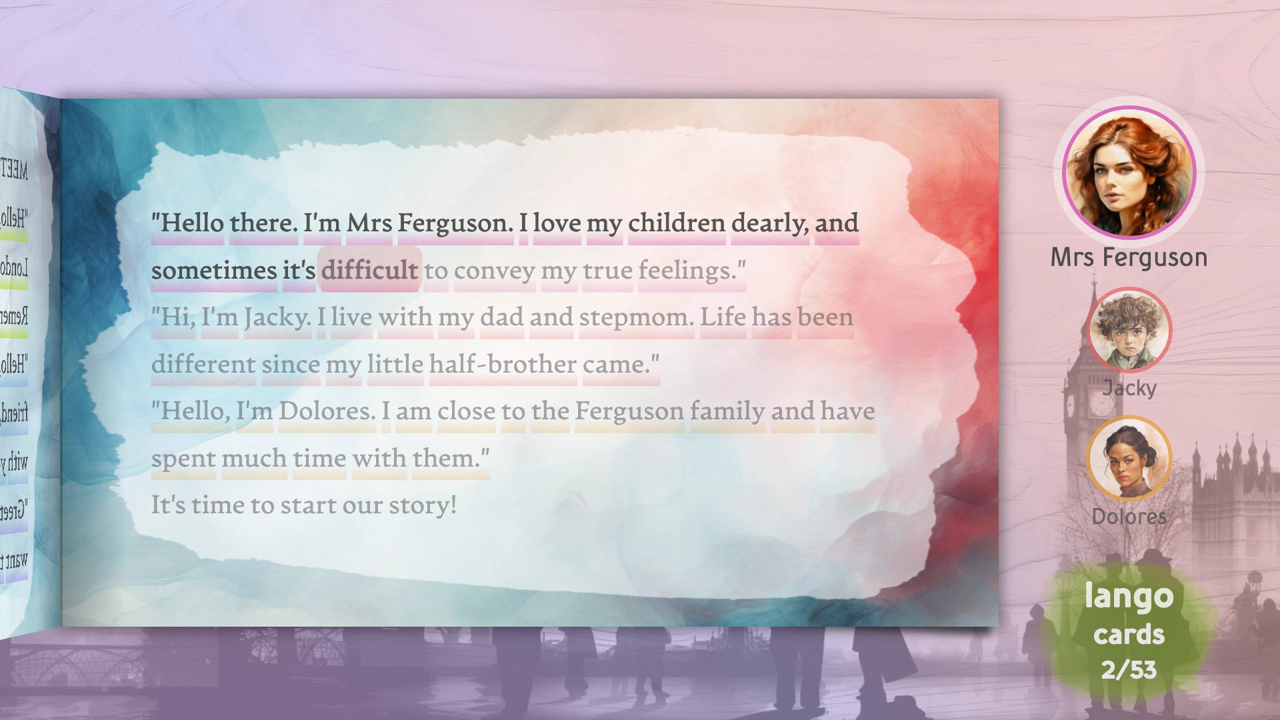 "Hello there. I'm Mrs Ferguson. I love my children dearly, and
sometimes it's difficult to convey my true feelings."
"Hi, I'm Jacky. I live with my dad and stepmom. Life has been
different since my little half-brother came."
"Hello, I'm Dolores. I am close to the Ferguson family and have
spent much time with them."
It's time to start our story!
Mrs Ferguson
Jacky
Dolores
lango
cards
2/53